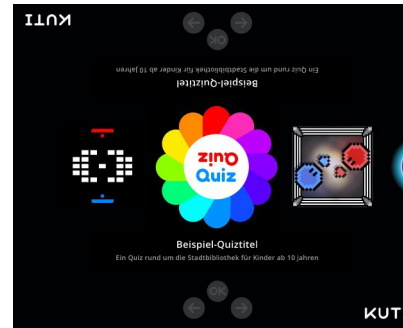 KUTI
OK
Ein Quiz rund um die Stadtbibliothek für Kinder ab 10 Jahren
Beispiel-Quiztitel
Quiz
Quiz
Beispiel-Quiztitel
Ein Quiz rund um die Stadtbibliothek für Kinder ab 10 Jahren
OK
KUT